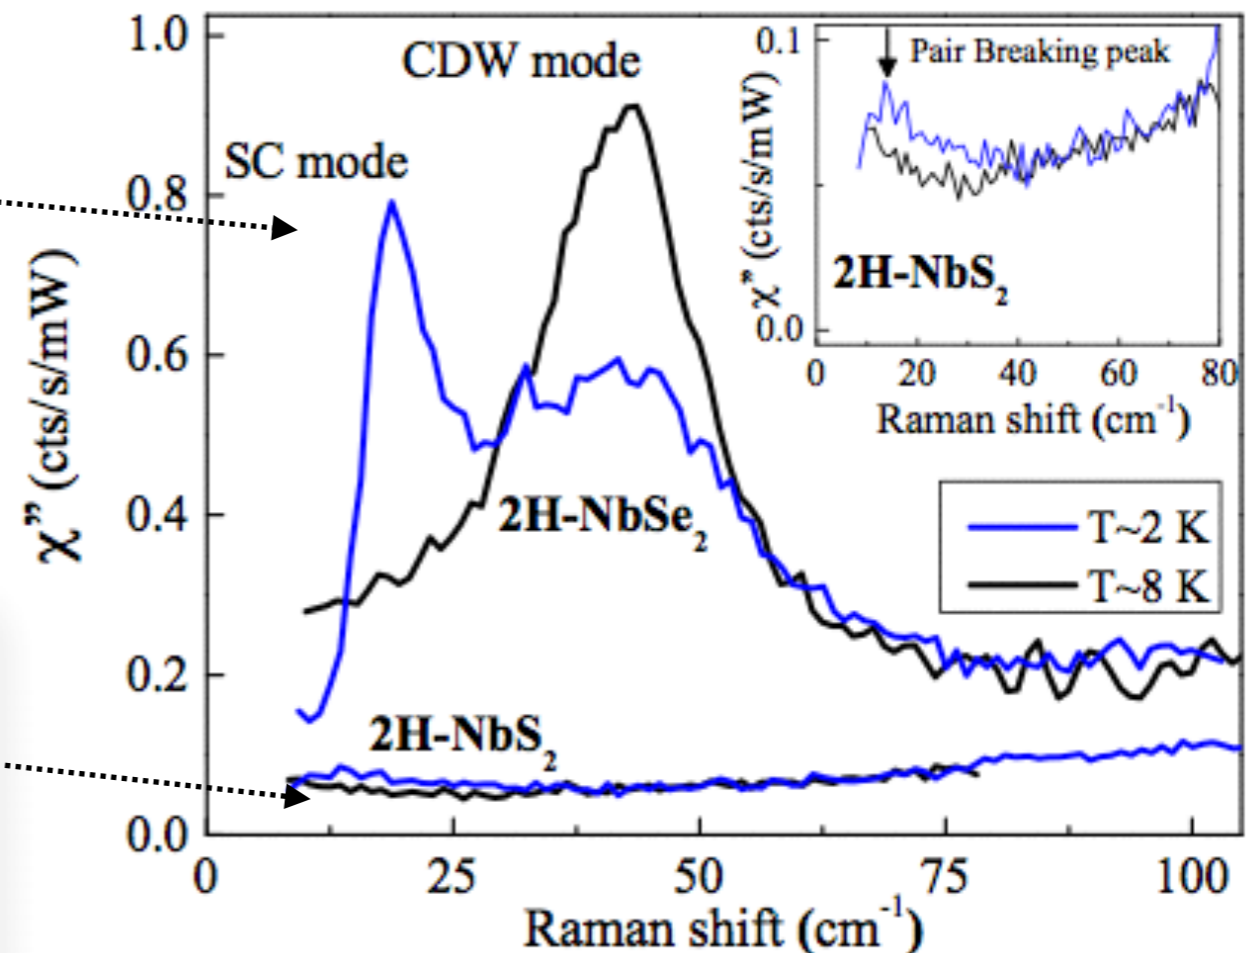 1.0
0.8
0.6
0.4
0.2
0.0
χ” (cts/s/mW)
0
25
50
75
100
Raman shift (cm⁻¹)
CDW mode
SC mode
2H-NbSe₂
2H-NbS₂
T~2 K
T~8 K
0.1
0.0
χ” (cts/s/mW)
Pair Breaking peak
2H-NbS₂
0
20
40
60
80
Raman shift (cm⁻¹)